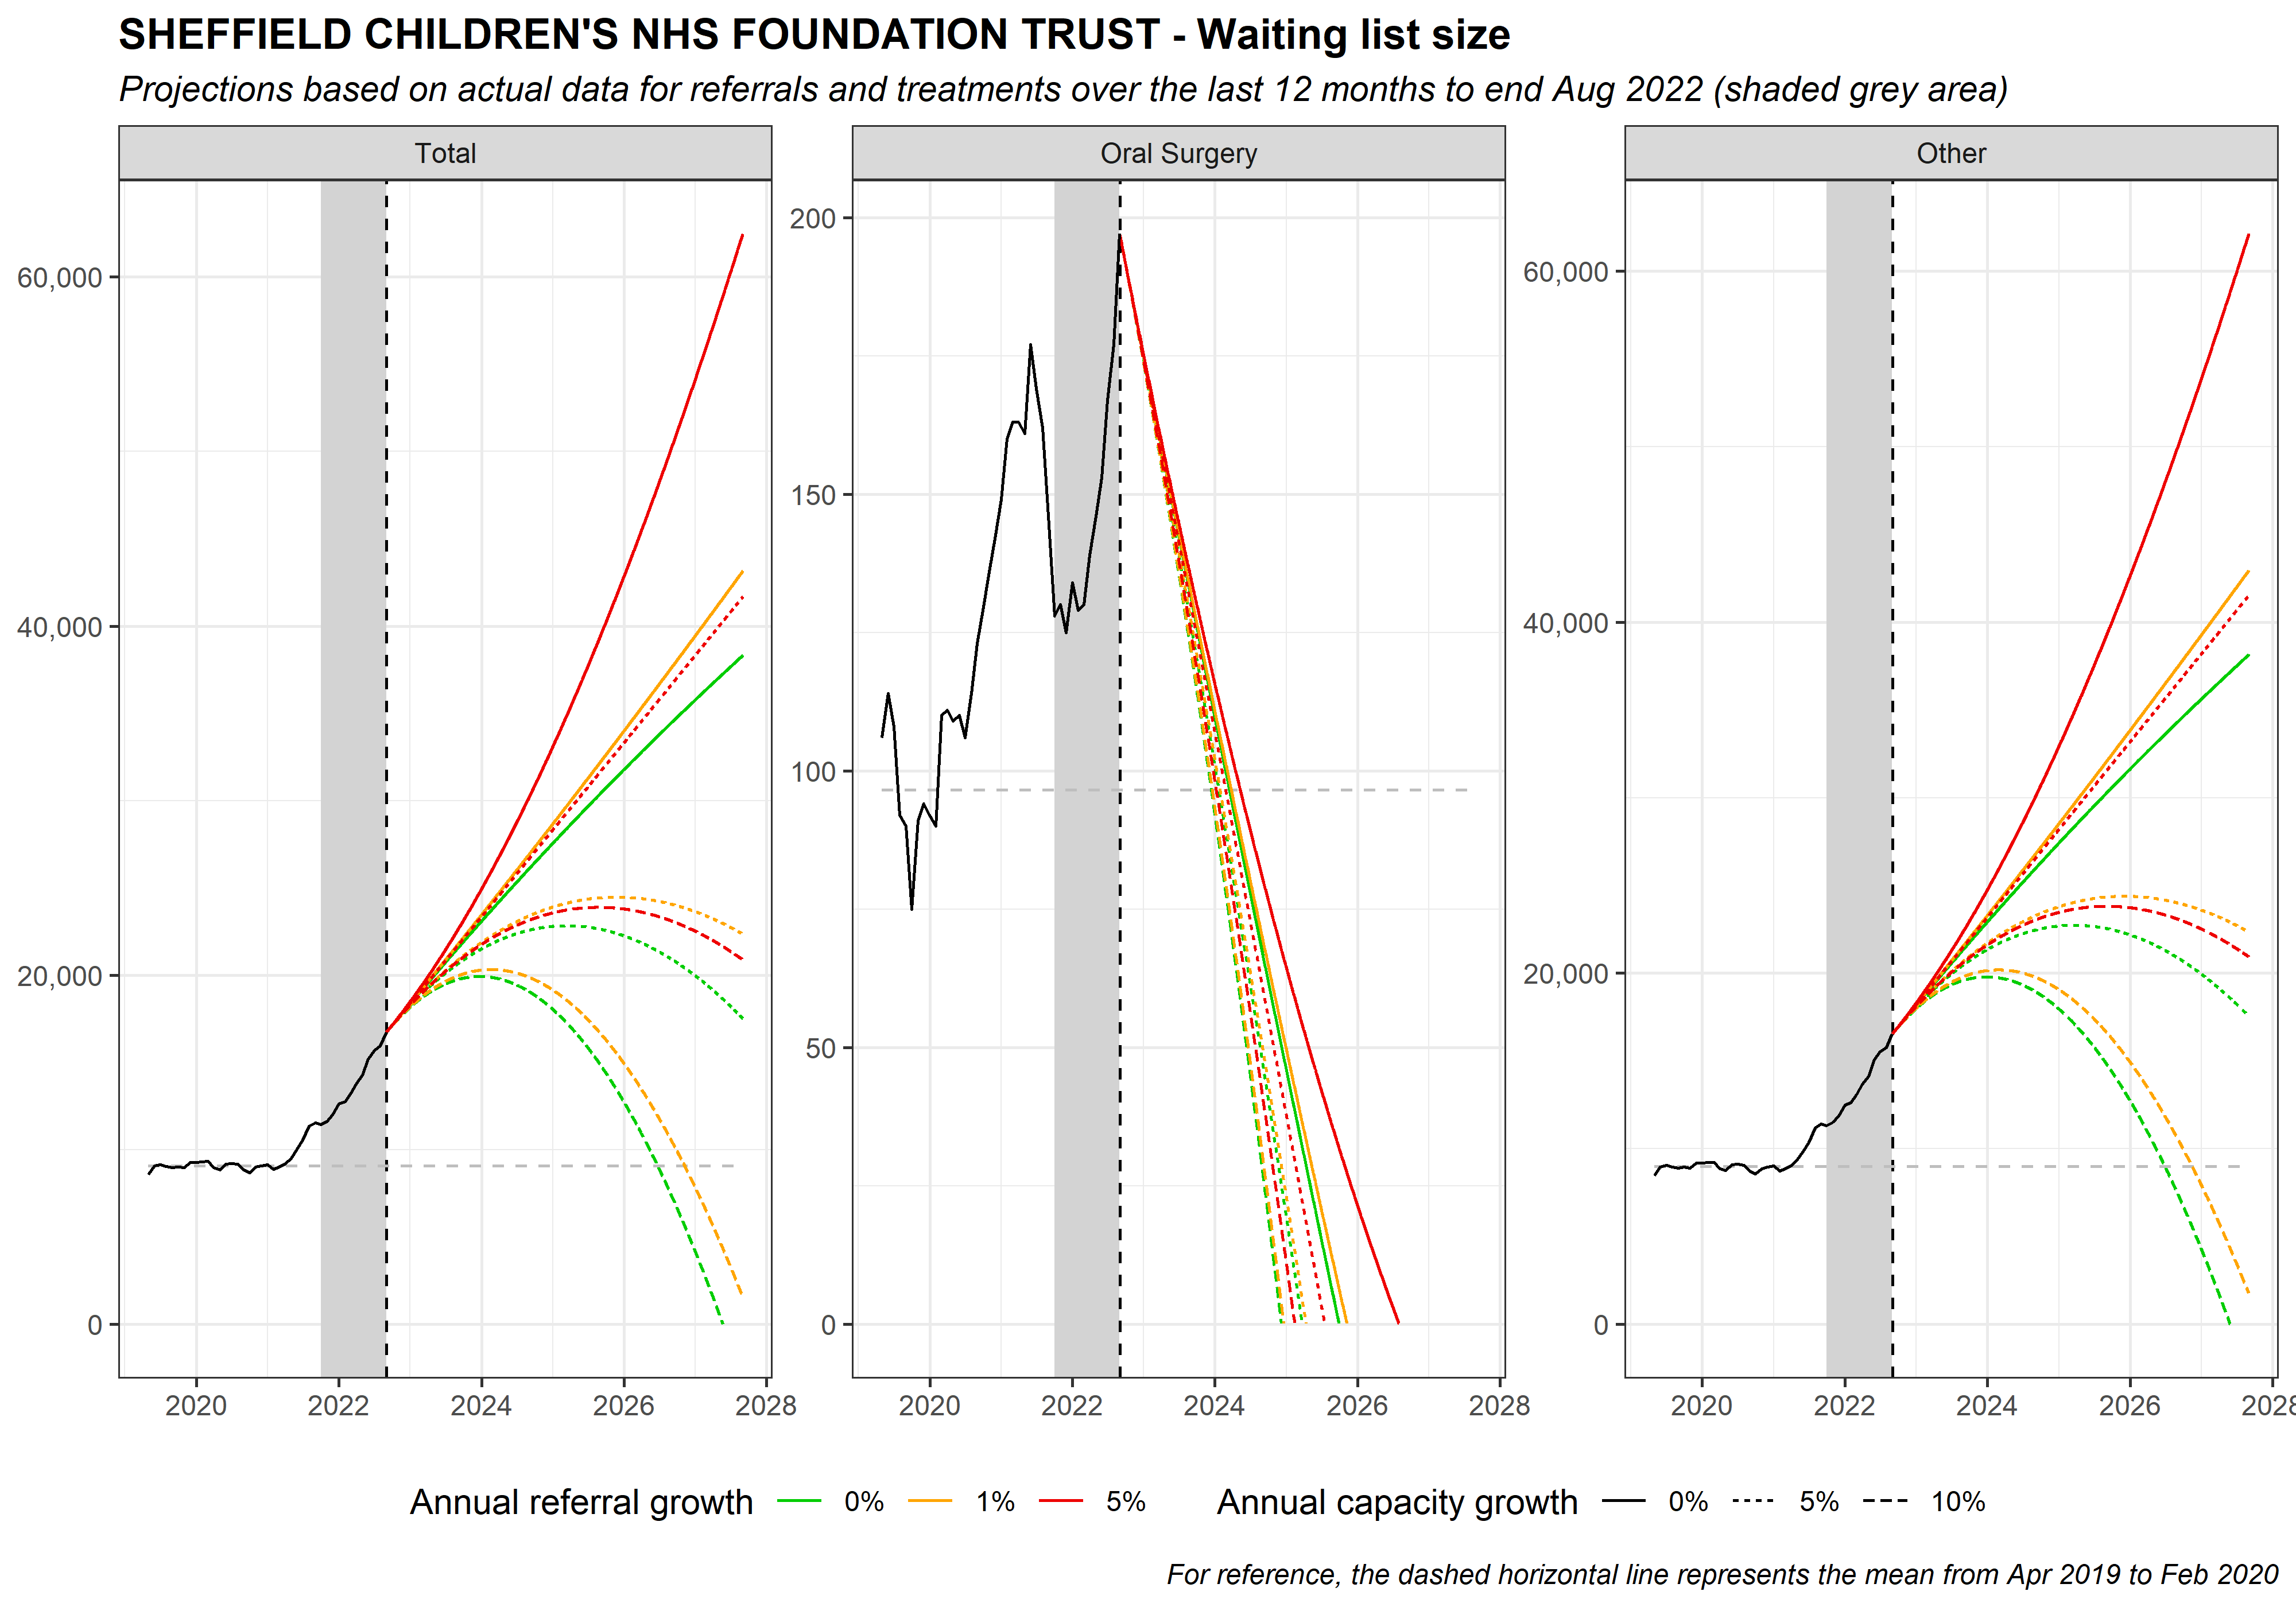 SHEFFIELD CHILDREN'S NHS FOUNDATION TRUST - Waiting list size
Projections based on actual data for referrals and treatments over the last 12 months to end Aug 2022 (shaded grey area)
Total
Oral Surgery
Other
60,000
40,000
20,000
0
200
150
100
50
0
60,000
40,000
20,000
0
2020 2022 2024 2026 2028
2020 2022 2024 2026 2028
2020 2022 2024 2026 2028
Annual referral growth 0% 1% 5% Annual capacity growth 0% 5% 10%
For reference, the dashed horizontal line represents the mean from Apr 2019 to Feb 2020